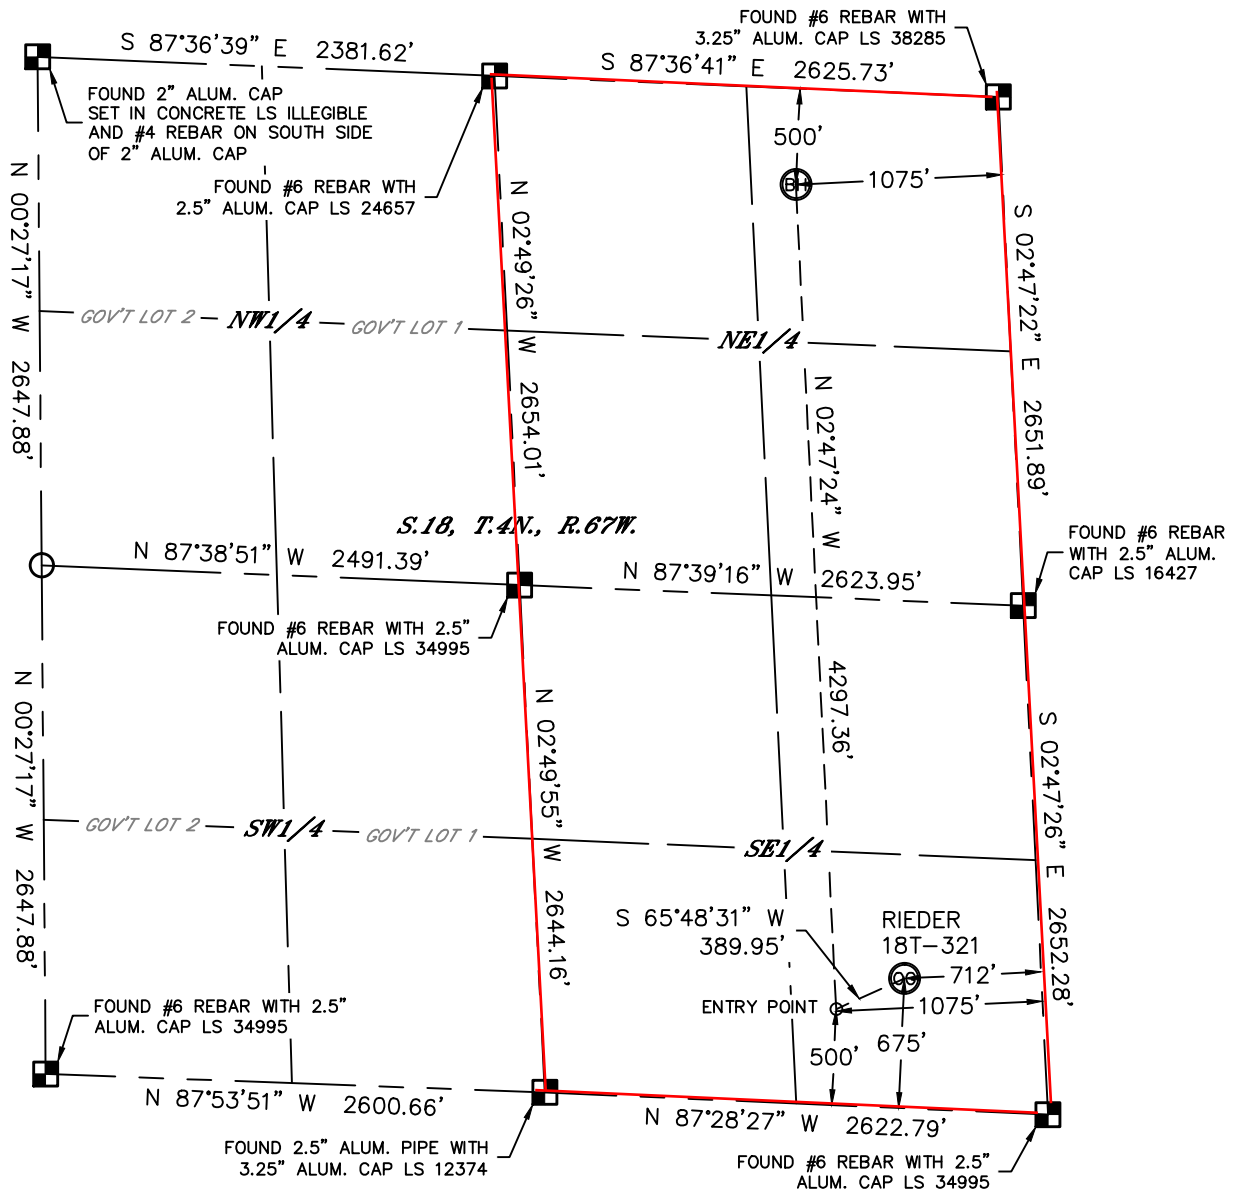 FOUND #6 REBAR WITH
3.25" ALUM. CAP LS 38285
S 87°36'39" E 2381.62'
S 87°36'41" E 2625.73'
FOUND 2" ALUM. CAP
SET IN CONCRETE LS ILLEGIBLE
AND #4 REBAR ON SOUTH SIDE
OF 2" ALUM. CAP
500'
BH
1075'
FOUND #6 REBAR WTH
2.5" ALUM. CAP LS 24657
N 00°27'17" W 2647.88'
N 02°49'26" W 2654.01'
S 02°47'22" E 2651.89'
GOV'T LOT 2
NW1/4
GOV'T LOT 1
NE1/4
N 02°47'24" W 4297.36'
S.18, T.4N., R.67W.
FOUND #6 REBAR
WITH 2.5" ALUM.
CAP LS 16427
N 87°38'51" W 2491.39'
N 87°39'16" W 2623.95'
FOUND #6 REBAR WITH 2.5"
ALUM. CAP LS 34995
N 00°27'17" W 2647.88'
N 02°49'55" W 2644.16'
S 02°47'26" E 2652.28'
GOV'T LOT 2
SW1/4
GOV'T LOT 1
SE1/4
S 65°48'31" W
389.95'
RIEDER
18T-321
OG
712'
ENTRY POINT
1075'
500'
675'
FOUND #6 REBAR WITH 2.5"
ALUM. CAP LS 34995
N 87°53'51" W 2600.66'
N 87°28'27" W 2622.79'
FOUND 2.5" ALUM. PIPE WITH
3.25" ALUM. CAP LS 12374
FOUND #6 REBAR WITH 2.5"
ALUM. CAP LS 34995